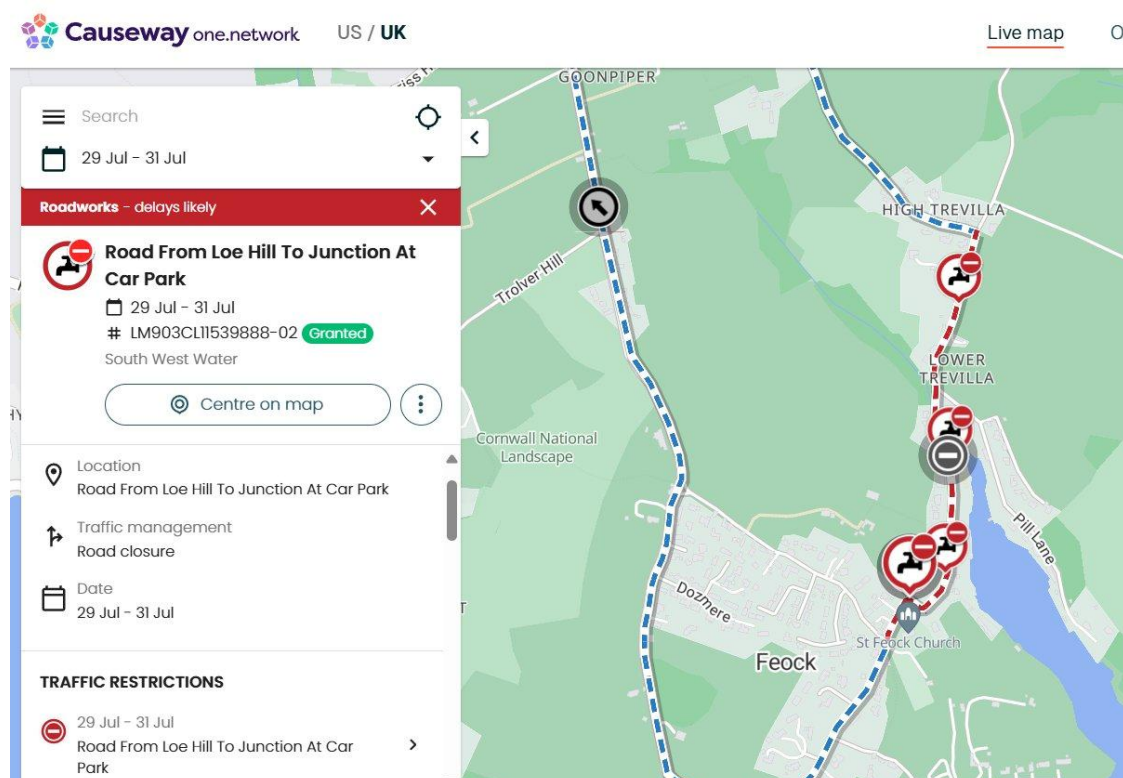 Causeway one.network US / UK
Live map
O
Search
29 Jul - 31 Jul
Roadworks - delays likely
Road From Loe Hill To Junction At
Car Park
29 Jul - 31 Jul
# LM903CL11539888-02 Granted
South West Water
Centre on map
Location
Road From Loe Hill To Junction At Car Park
Traffic management
Road closure
Date
29 Jul - 31 Jul
TRAFFIC RESTRICTIONS
29 Jul - 31 Jul
Road From Loe Hill To Junction At Car
Park
GOONPIPER
HIGH TREVILLA
Trolver Hill
LOWER
TREVILLA
Cornwall National
Landscape
Pill Lane
Dozmere
St Feock Church
Feock